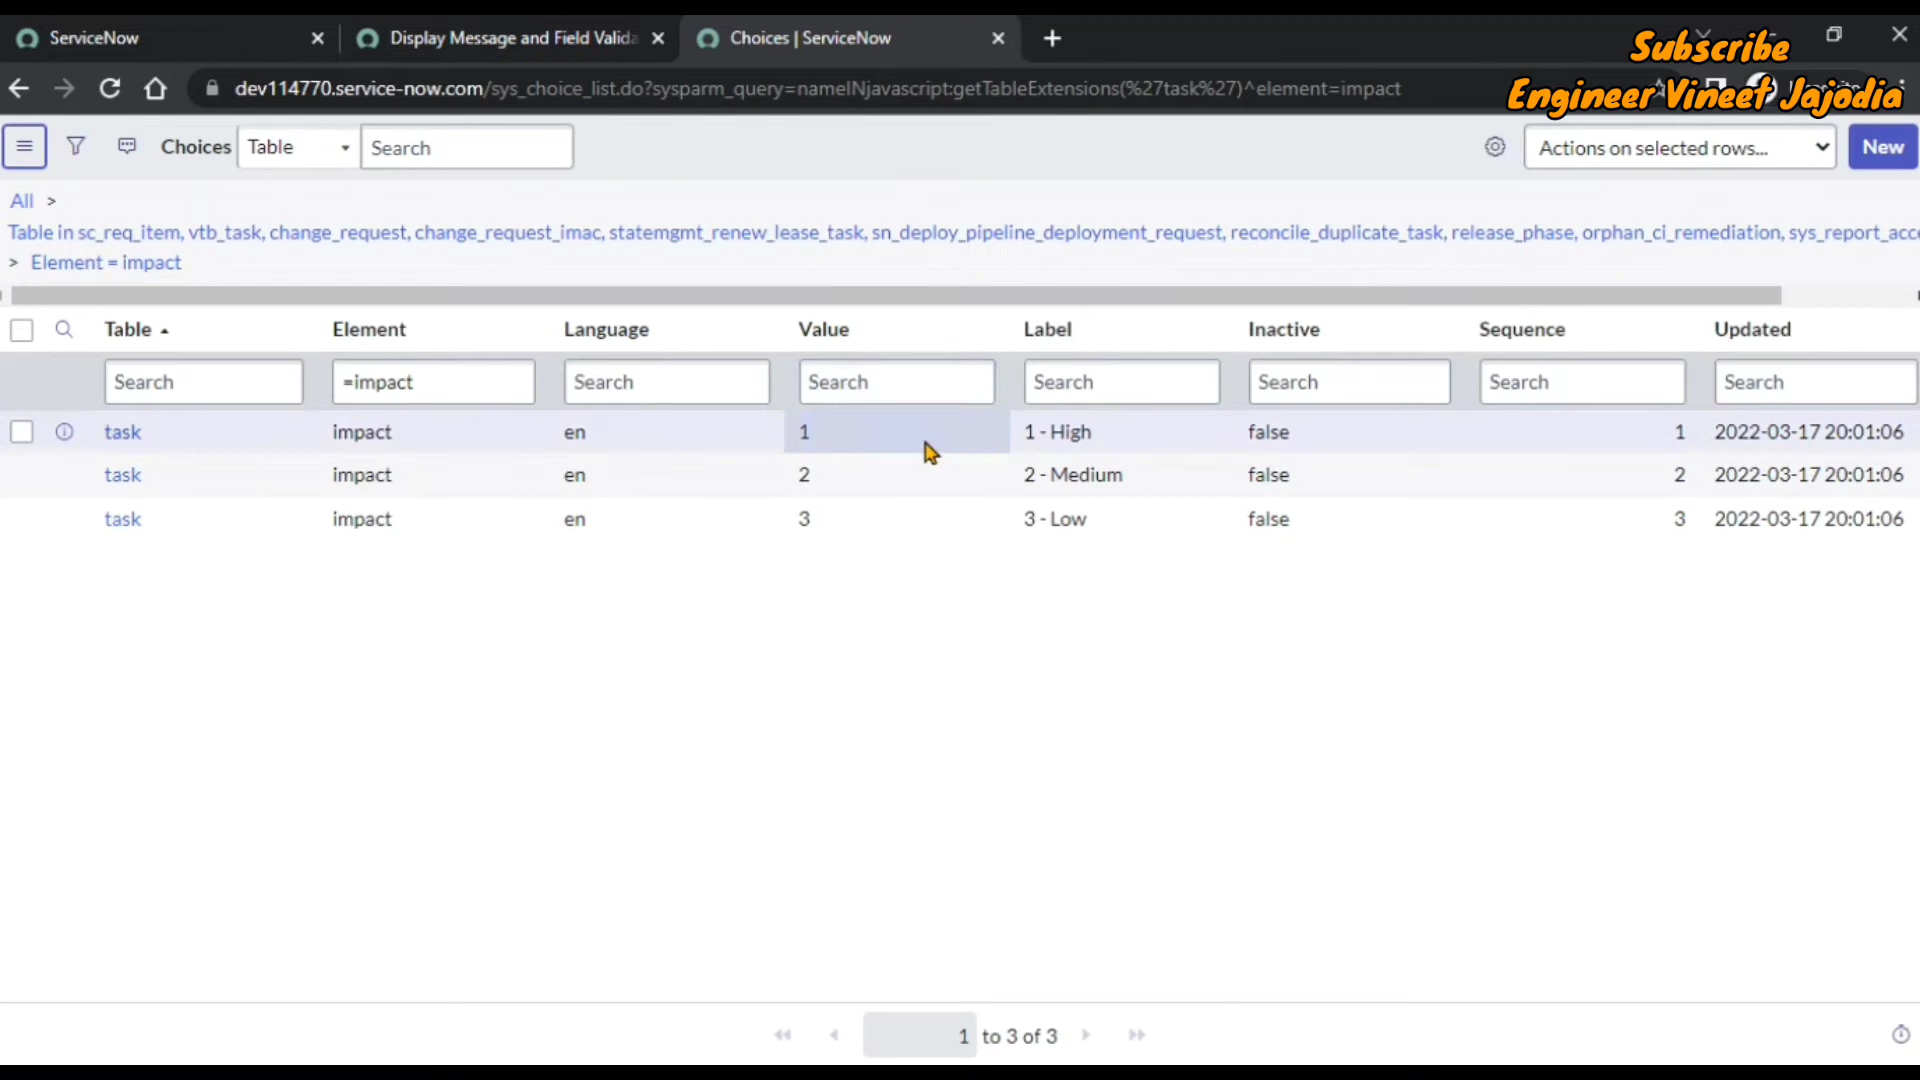 ServiceNow
Display Message and Field Valida
Choices | ServiceNow
Subscribe
Engineer Vineet Jajodia
dev114770.service-now.com/sys_choice_list.do?sysparm_query=nameINjavascript:getTableExtensions(%27task%27)^element=impact
Choices Table Search Actions on selected rows... New
All >
Table in sc_req_item, vtb_task, change_request, change_request_imac, statemgmt_renew_lease_task, sn_deploy_pipeline_deployment_request, reconcile_duplicate_task, release_phase, orphan_ci_remediation, sys_report_acce
> Element = impact
Table Element Language Value Label Inactive Sequence Updated
Search =impact Search Search Search Search Search Search
task impact en 1 1 - High false 1 2022-03-17 20:01:06
task impact en 2 2 - Medium false 2 2022-03-17 20:01:06
task impact en 3 3 - Low false 3 2022-03-17 20:01:06
1 to 3 of 3